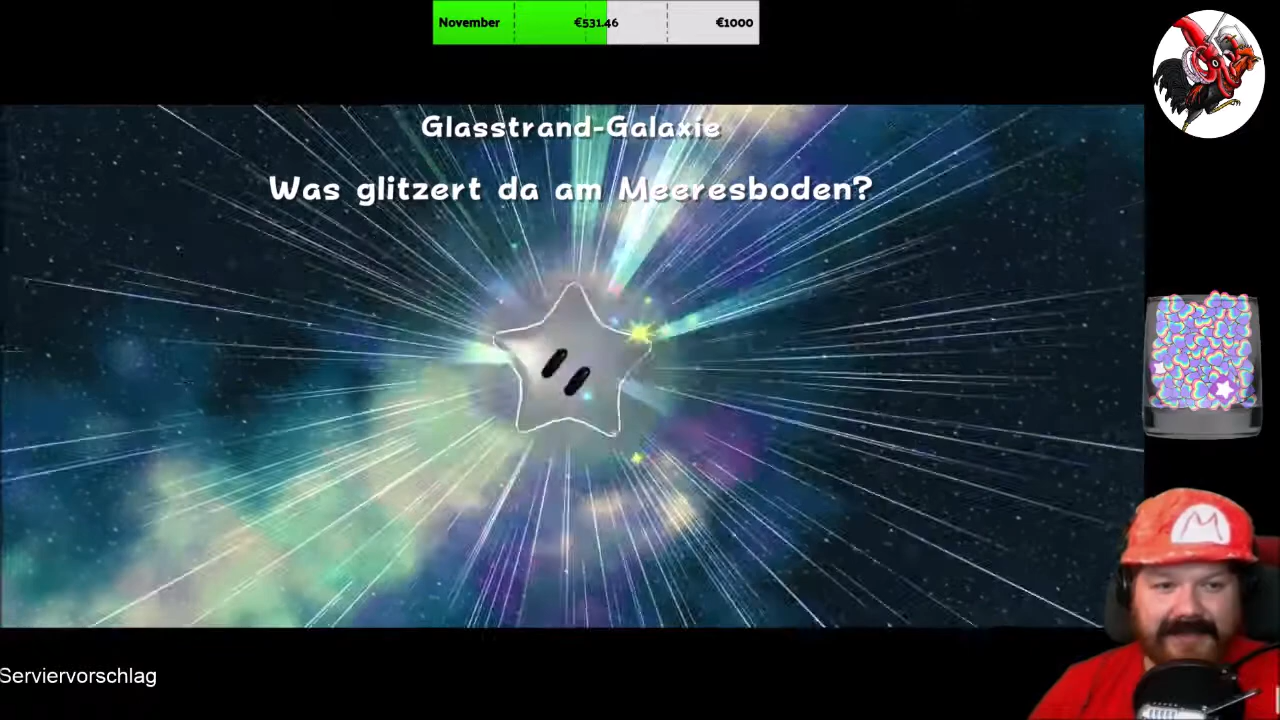 November €531.46 €1000
Glasstrand-Galaxie
Was glitzert da am Meeresboden?
M
Serviervorschlag